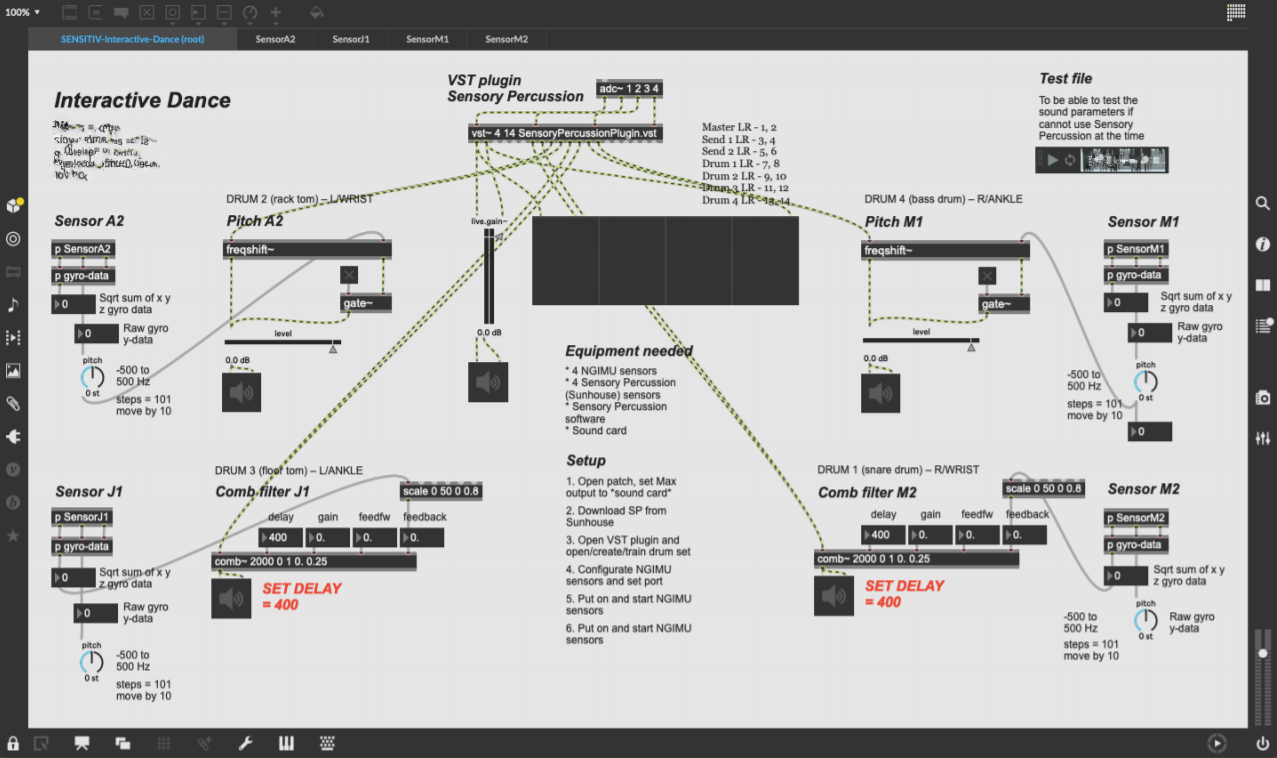 100%
SENSITIV-Interactive-Dance (root)
SensorA2
SensorJ1
SensorM1
SensorM2
Interactive Dance
VST plugin
Sensory Percussion
adc~ 1 2 3 4
vst~ 4 14 SensoryPercussionPlugin.vst
Master LR - 1, 2
Send 1 LR - 3, 4
Send 2 LR - 5, 6
Drum 1 LR - 7, 8
Drum 2 LR - 9, 10
Drum 3 LR - 11, 12
Drum 4 LR - 13, 14
Test file
To be able to test the
sound parameters if
cannot use Sensory
Percussion at the time
Sensor A2
p SensorA2
p gyro-data
0
Sqrt sum of x y
z gyro data
0
Raw gyro
y-data
pitch
0 st
-500 to
500 Hz
steps = 101
move by 10
DRUM 2 (rack tom) – L/WRIST
Pitch A2
freqshift~
gate~
level
0.0 dB
live.gain~
0.0 dB
DRUM 4 (bass drum) – R/ANKLE
Pitch M1
freqshift~
gate~
level
0.0 dB
Sensor M1
p SensorM1
p gyro-data
0
Sqrt sum of x y
z gyro data
0
Raw gyro
y-data
pitch
0 st
-500 to
500 Hz
steps = 101
move by 10
0
Equipment needed
* 4 NGIMU sensors
* 4 Sensory Percussion
(Sunhouse) sensors
* Sensory Percussion
software
* Sound card
Setup
1. Open patch, set Max
output to *sound card*
2. Download SP from
Sunhouse
3. Open VST plugin and
open/create/train drum set
4. Configurate NGIMU
sensors and set port
5. Put on and start NGIMU
sensors
6. Put on and start NGIMU
sensors
Sensor J1
p SensorJ1
p gyro-data
0
Sqrt sum of x y
z gyro data
0
Raw gyro
y-data
pitch
0 st
-500 to
500 Hz
steps = 101
move by 10
DRUM 3 (floor tom) – L/ANKLE
Comb filter J1
scale 0 50 0 0.8
delay gain feedfw feedback
400 0. 0. 0.
comb~ 2000 0 1 0. 0.25
SET DELAY
= 400
DRUM 1 (snare drum) – R/WRIST
Comb filter M2
scale 0 50 0 0.8
delay gain feedfw feedback
400 0. 0. 0.
comb~ 2000 0 1 0. 0.25
SET DELAY
= 400
Sensor M2
p SensorM2
p gyro-data
0
Sqrt sum of x y
z gyro data
pitch
0 st
Raw gyro
y-data
-500 to
500 Hz
steps = 101
move by 10